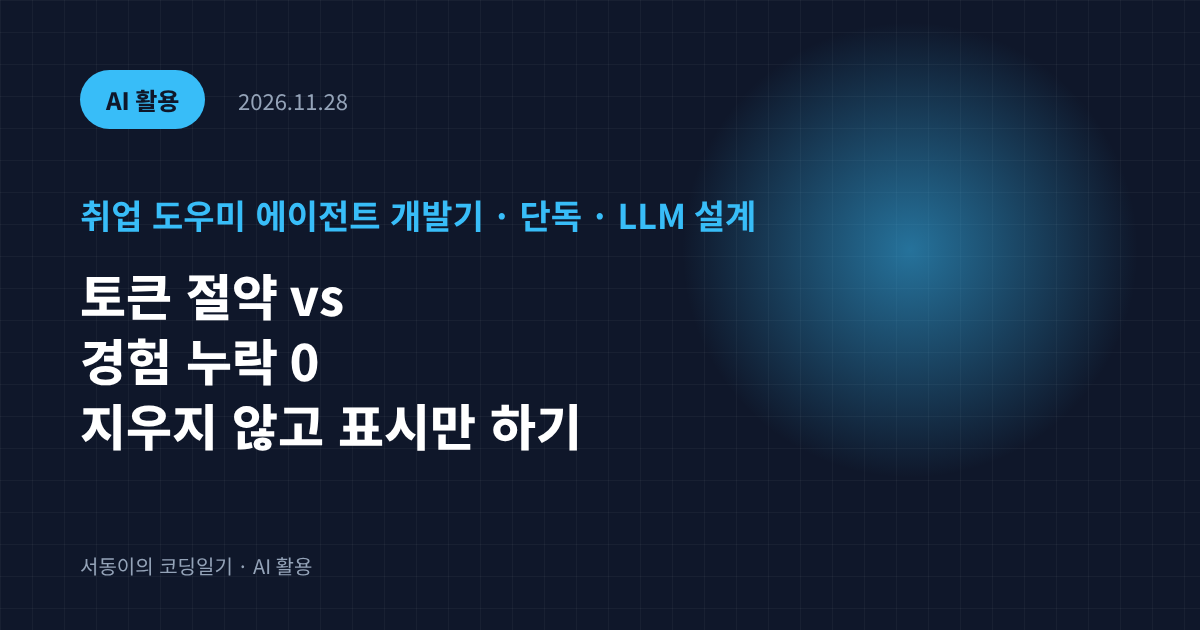 AI 활용
2026.11.28
취업 도우미 에이전트 개발기 · 단독 · LLM 설계
토큰 절약 vs
경험 누락 0
지우지 않고 표시만 하기
서동이의 코딩일기 · AI 활용